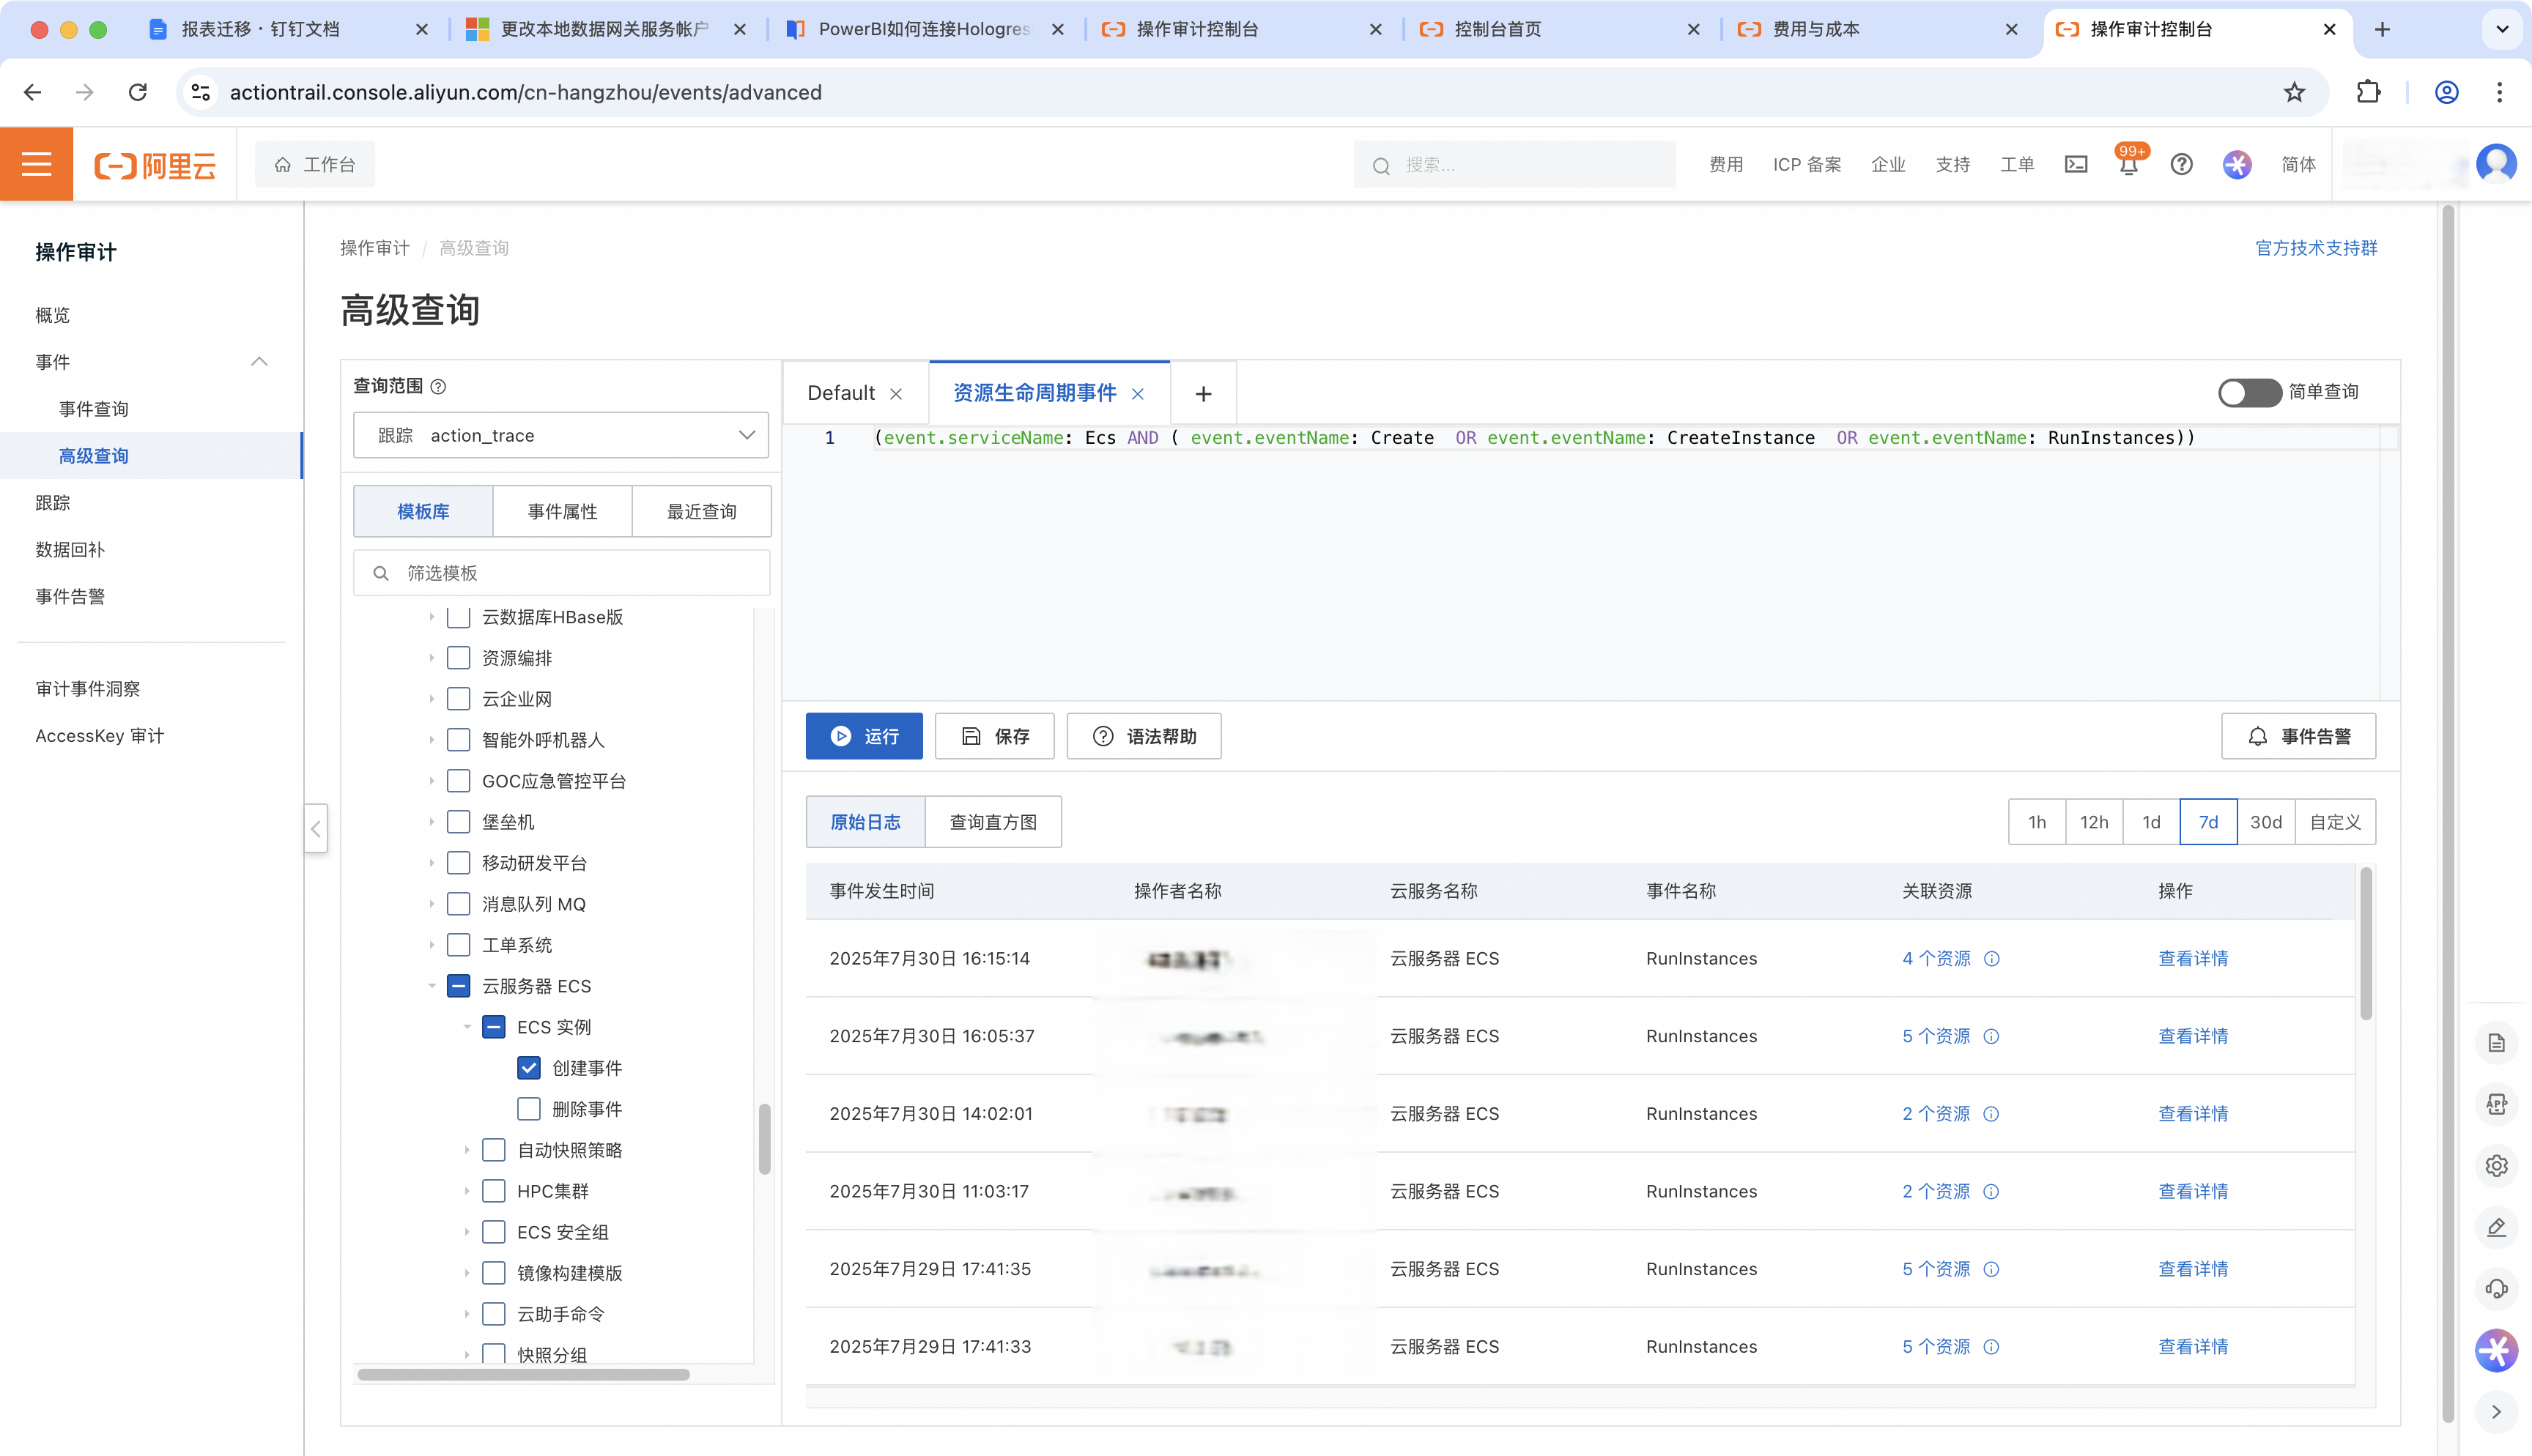 报表迁移 · 钉钉文档
更改本地数据网关服务帐户
PowerBI如何连接Hologres
操作审计控制台
控制台首页
费用与成本
操作审计控制台
actiontrail.console.aliyun.com/cn-hangzhou/events/advanced
阿里云
工作台
搜索...
费用
ICP 备案
企业
支持
工单
99+
简体
操作审计
概览
事件
事件查询
高级查询
跟踪
数据回补
事件告警
审计事件洞察
AccessKey 审计
操作审计 / 高级查询
官方技术支持群
高级查询
查询范围
跟踪 action_trace
模板库 事件属性 最近查询
筛选模板
云数据库HBase版
资源编排
云企业网
智能外呼机器人
GOC应急管控平台
堡垒机
移动研发平台
消息队列 MQ
工单系统
云服务器 ECS
ECS 实例
创建事件
删除事件
自动快照策略
HPC集群
ECS 安全组
镜像构建模版
云助手命令
快照分组
Default
资源生命周期事件
简单查询
1 (event.serviceName: Ecs AND ( event.eventName: Create OR event.eventName: CreateInstance OR event.eventName: RunInstances))
运行 保存 语法帮助 事件告警
原始日志 查询直方图
1h 12h 1d 7d 30d 自定义
事件发生时间 操作者名称 云服务名称 事件名称 关联资源 操作
2025年7月30日 16:15:14 云服务器 ECS RunInstances 4 个资源 查看详情
2025年7月30日 16:05:37 云服务器 ECS RunInstances 5 个资源 查看详情
2025年7月30日 14:02:01 云服务器 ECS RunInstances 2 个资源 查看详情
2025年7月30日 11:03:17 云服务器 ECS RunInstances 2 个资源 查看详情
2025年7月29日 17:41:35 云服务器 ECS RunInstances 5 个资源 查看详情
2025年7月29日 17:41:33 云服务器 ECS RunInstances 5 个资源 查看详情
APP